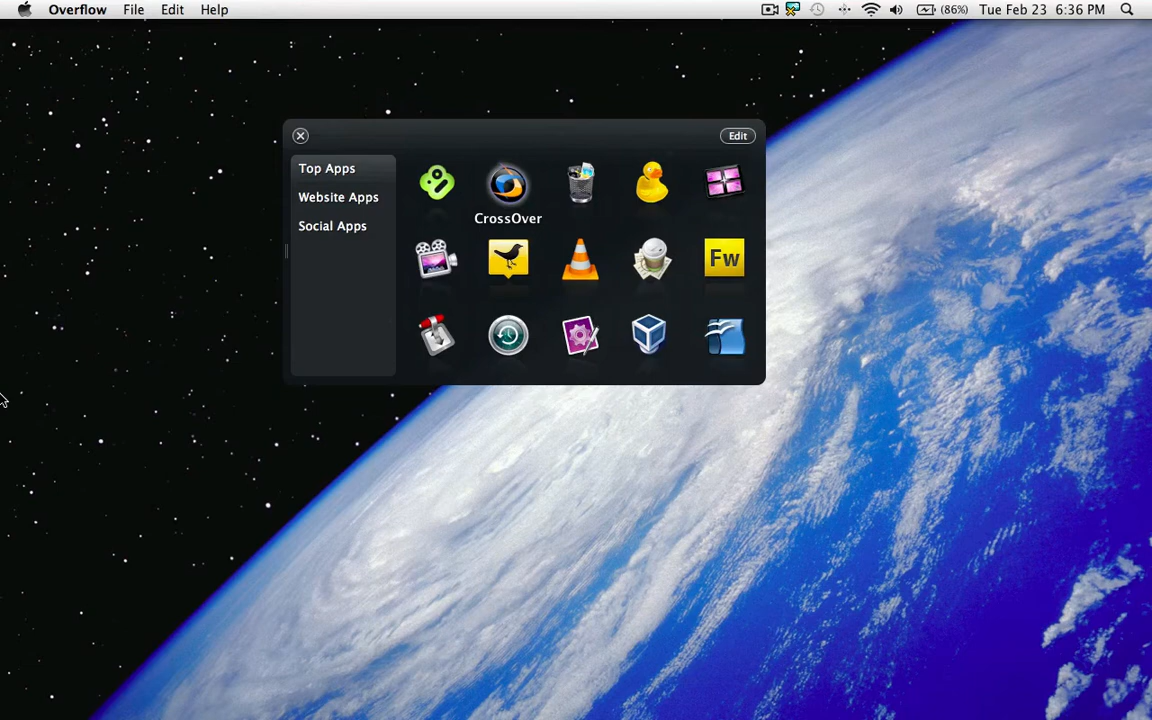 Overflow File Edit Help (86%) Tue Feb 23 6:36 PM
Edit
Top Apps
Website Apps
Social Apps
CrossOver
Fw